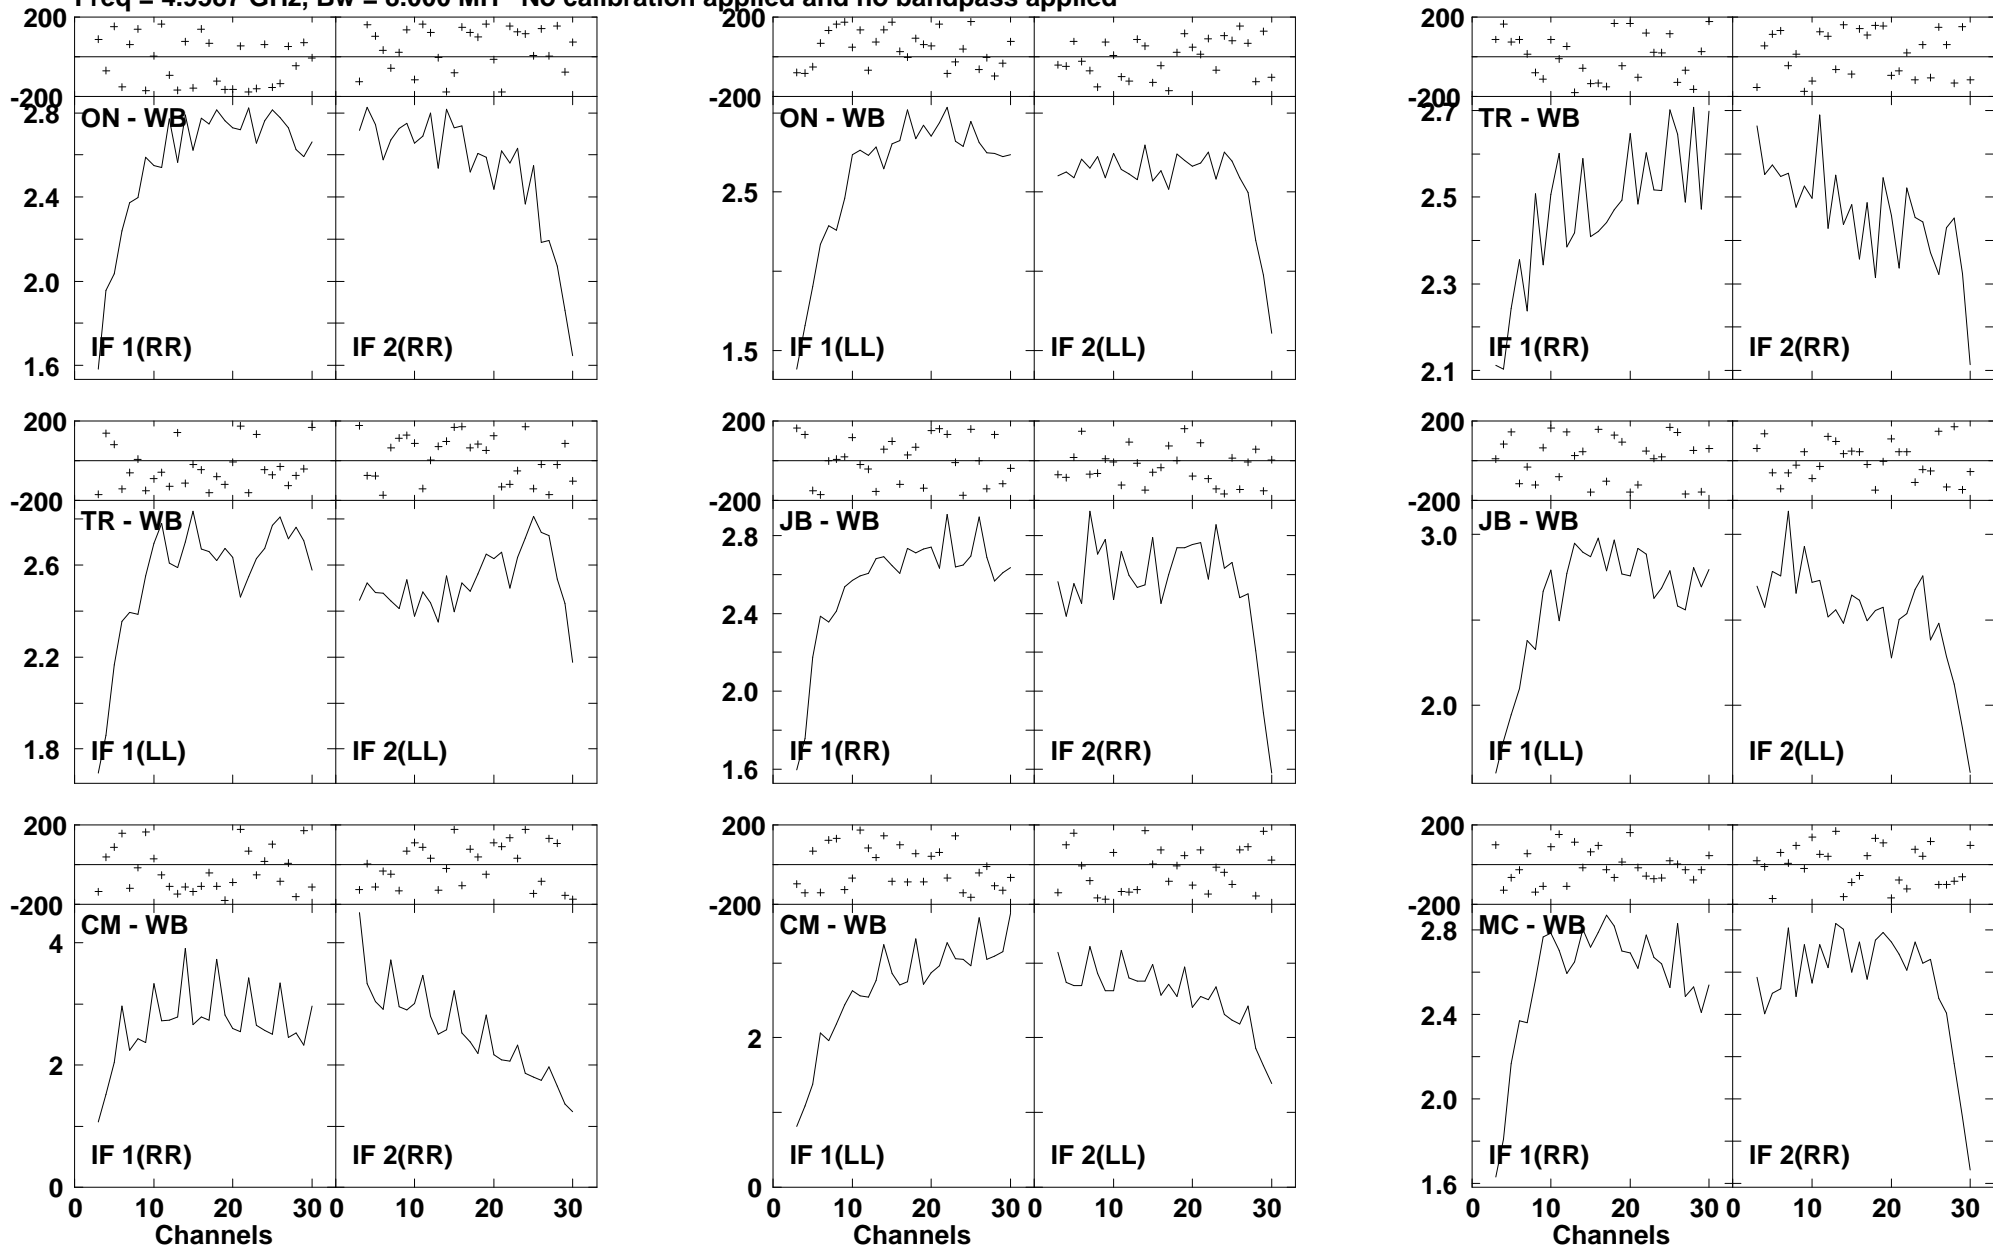 Freq = 4.9587 GHz, Bw = 8.000 MH No calibration applied and no bandpass applied
200 200
-200 -200 -200
2.8 ON - WB ON - WB 2.7 TR - WB
2.4 2.5 2.5
2.0 2.3
IF 1(RR) IF 2(RR) IF 1(LL) IF 2(LL) IF 1(RR) IF 2(RR)
1.6 1.5 2.1
200 200 200
-200 -200 -200
TR - WB JB - WB JB - WB
2.6 2.8 3.0
2.2 2.4
1.8 2.0 2.0
IF 1(LL) IF 2(LL) IF 1(RR) IF 2(RR) IF 1(LL) IF 2(LL)
1.6
200 200 200
-200 -200 -200
CM - WB CM - WB MC - WB
4 2.8
2 2 2.4
2.0
IF 1(RR) IF 2(RR) IF 1(LL) IF 2(LL) IF 1(RR) IF 2(RR)
0 0 1.6
0 10 20 30 0 10 20 30 0 10 20 30 0 10 20 30 0 10 20 30 0 10 20 30
Channels Channels Channels